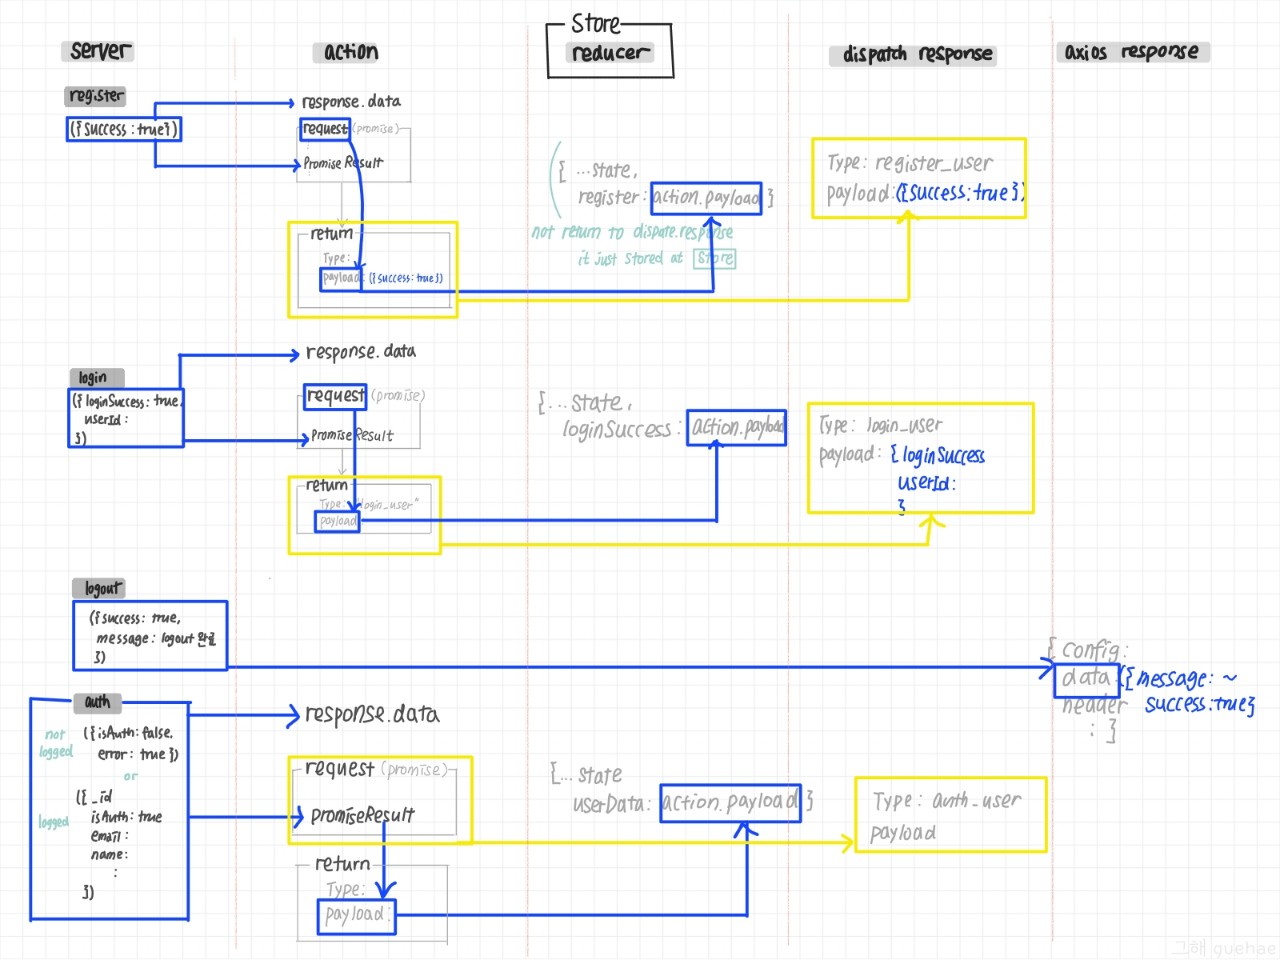 Store
server
action
reducer
dispatch response
axios response
register
({success:true})
response.data
request (promise)
:
PromiseResult
return
Type:
payload: ({success:true})
{ ...state,
register: action.payload }
not return to dispate.response
it just stored at Store
Type: register_user
payload:({success:true})
login
({loginSuccess: true,
userId:
})
response.data
request (promise)
PromiseResult
return
Type: "login_user"
payload
{...state,
loginSuccess: action.payload
Type: login_user
payload: {loginSuccess
userId:
}
logout
({success: true,
message: logout 완료
})
{ config:
data ({message: ~
success:true}
header
: }
auth
not
logged
({isAuth:false,
error: true})
or
logged
({_id
isAuth: true
email:
name:
:
})
response.data
request (promise)
promiseResult
return
Type:
payload:
{...state
userData: action.payload }
Type: auth_user
payload
그해 guehae